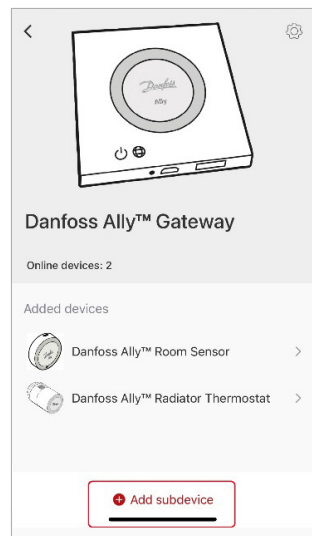 Danfoss
Ally
Danfoss Ally™ Gateway
Online devices: 2
Added devices
Danfoss Ally™ Room Sensor
Danfoss Ally™ Radiator Thermostat
Add subdevice